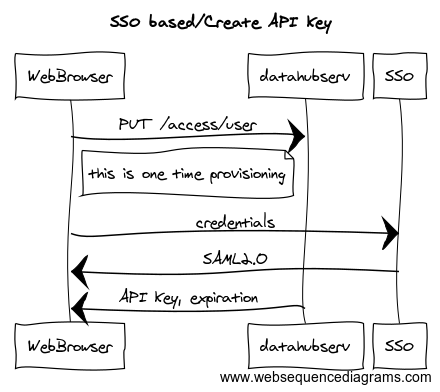 SSO based/Create API Key
WebBrowser datahubserv SSO
PUT /access/user
this is one time provisioning
credentials
SAML2.0
API Key, expiration
WebBrowser datahubserv SSO
www.websequencediagrams.com